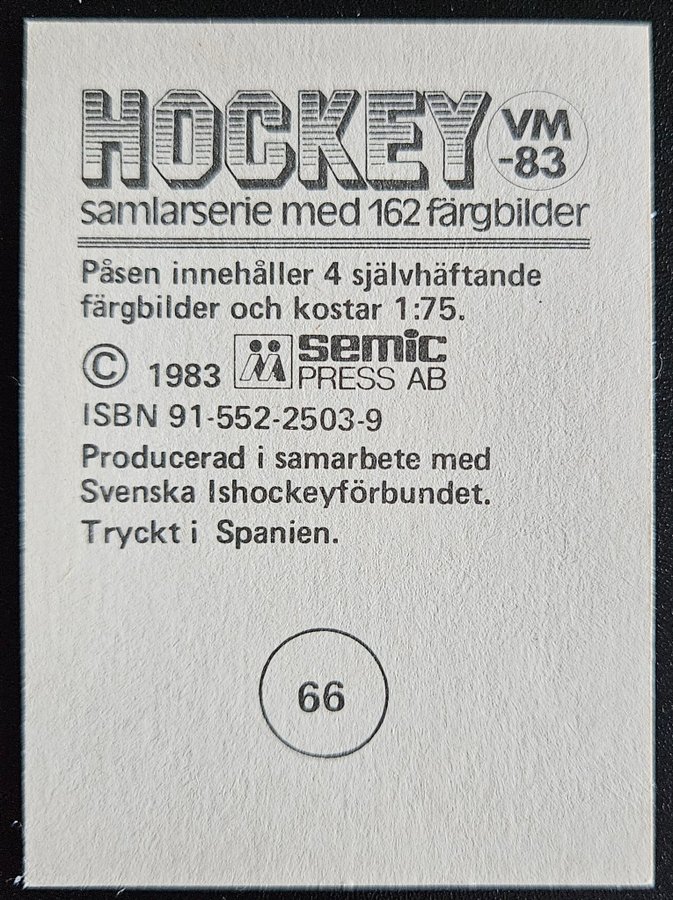 HOCKEY VM
-83
samlarserie med 162 färgbilder
Påsen innehåller 4 självhäftande
färgbilder och kostar 1:75.
© 1983 semic
PRESS AB
ISBN 91-552-2503-9
Producerad i samarbete med
Svenska Ishockeyförbundet.
Tryckt i Spanien.
66